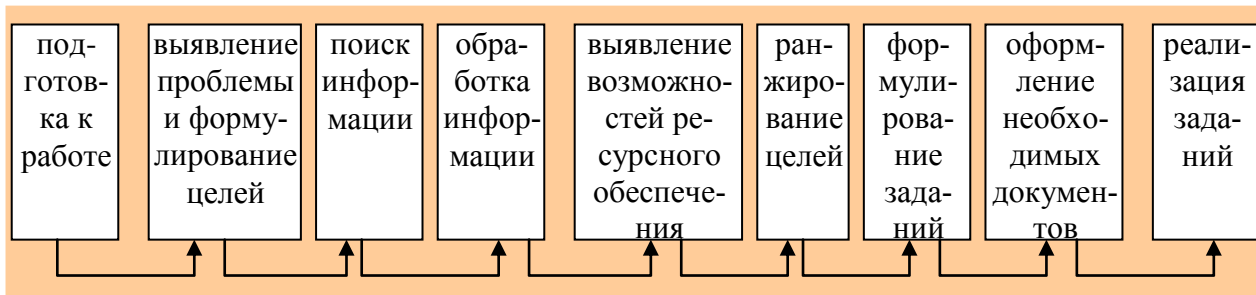 под-
готов-
ка к
работе
выявление
проблемы
и форму-
лирование
целей
поиск
инфор-
мации
обра-
ботка
инфор-
мации
выявление
возможно-
стей ре-
сурсного
обеспече-
ния
ран-
жиро-
вание
целей
фор-
мули-
рова-
ние
зада-
ний
оформ-
ление
необхо-
димых
докумен-
тов
реали-
зация
зада-
ний